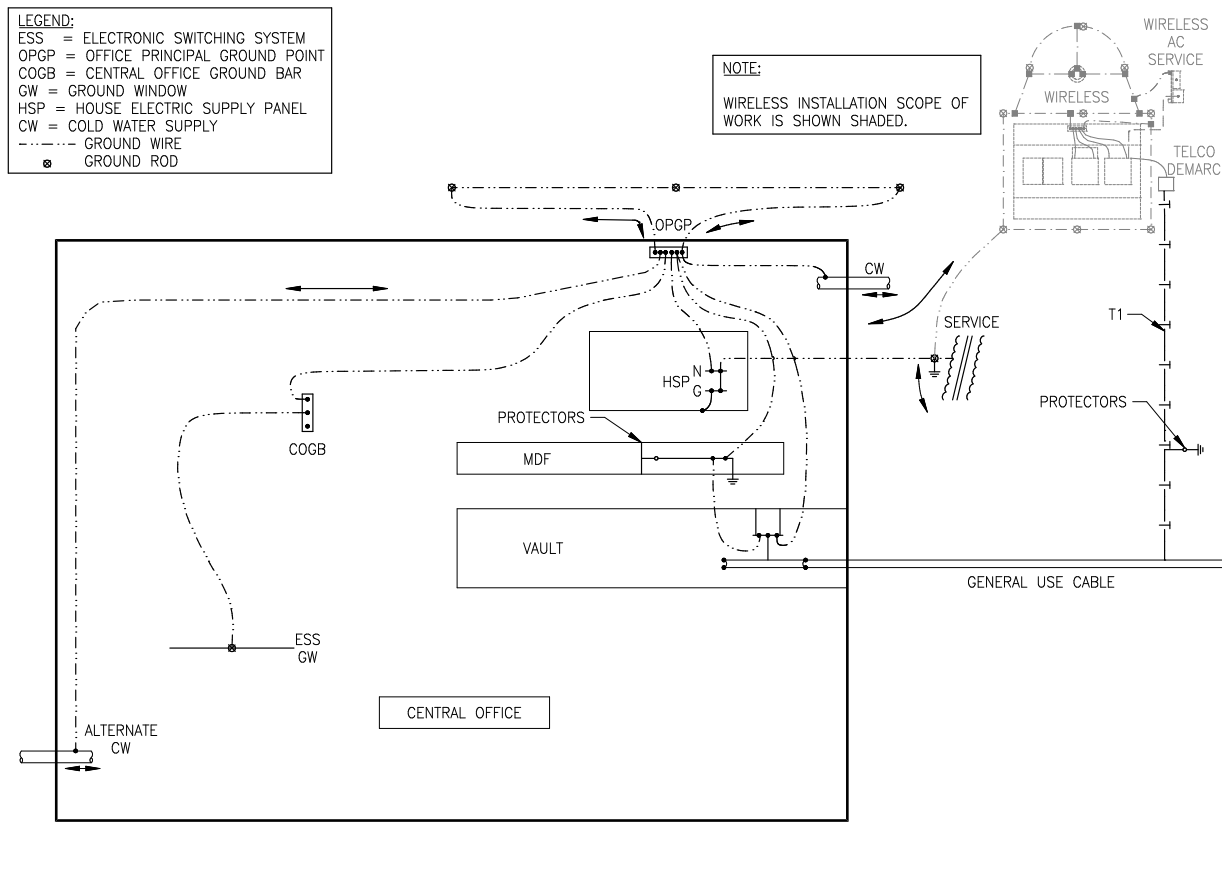 LEGEND:
ESS = ELECTRONIC SWITCHING SYSTEM
OPGP = OFFICE PRINCIPAL GROUND POINT
COGB = CENTRAL OFFICE GROUND BAR
GW = GROUND WINDOW
HSP = HOUSE ELECTRIC SUPPLY PANEL
CW = COLD WATER SUPPLY
GROUND WIRE
GROUND ROD
NOTE:
WIRELESS INSTALLATION SCOPE OF
WORK IS SHOWN SHADED.
WIRELESS
AC
SERVICE
WIRELESS
TELCO
DEMARC
OPGP
CW
SERVICE
T1
N
HSP
G
PROTECTORS
PROTECTORS
COGB
MDF
VAULT
GENERAL USE CABLE
ESS
GW
CENTRAL OFFICE
ALTERNATE
CW